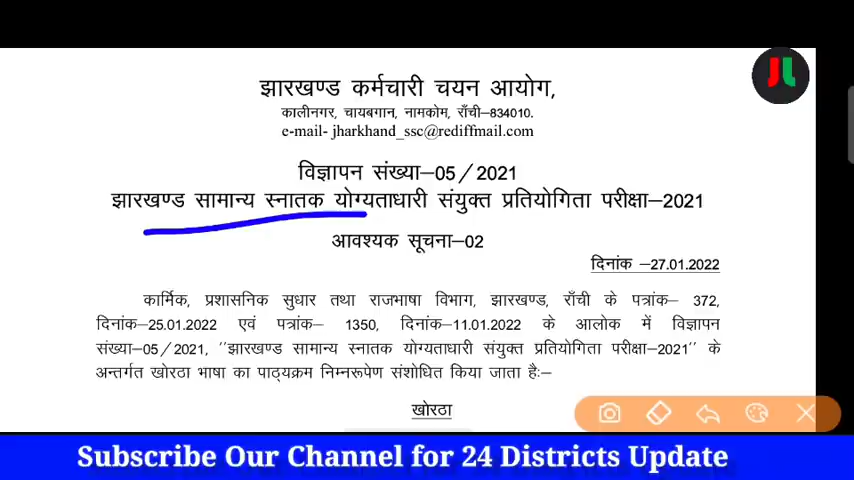 झारखण्ड कर्मचारी चयन आयोग,
कालीनगर, चायबगान, नामकोम, राँची–834010.
e-mail- jharkhand_ssc@rediffmail.com
विज्ञापन संख्या–05/2021
झारखण्ड सामान्य स्नातक योग्यताधारी संयुक्त प्रतियोगिता परीक्षा–2021
आवश्यक सूचना–02
दिनांक –27.01.2022
कार्मिक, प्रशासनिक सुधार तथा राजभाषा विभाग, झारखण्ड, राँची के पत्रांक- 372,
दिनांक-25.01.2022 एवं पत्रांक- 1350, दिनांक-11.01.2022 के आलोक में विज्ञापन
संख्या-05/2021, ''झारखण्ड सामान्य स्नातक योग्यताधारी संयुक्त प्रतियोगिता परीक्षा-2021'' के
अन्तर्गत खोरठा भाषा का पाठ्यक्रम निम्नरूपेण संशोधित किया जाता हैः–
खोरठा
Subscribe Our Channel for 24 Districts Update